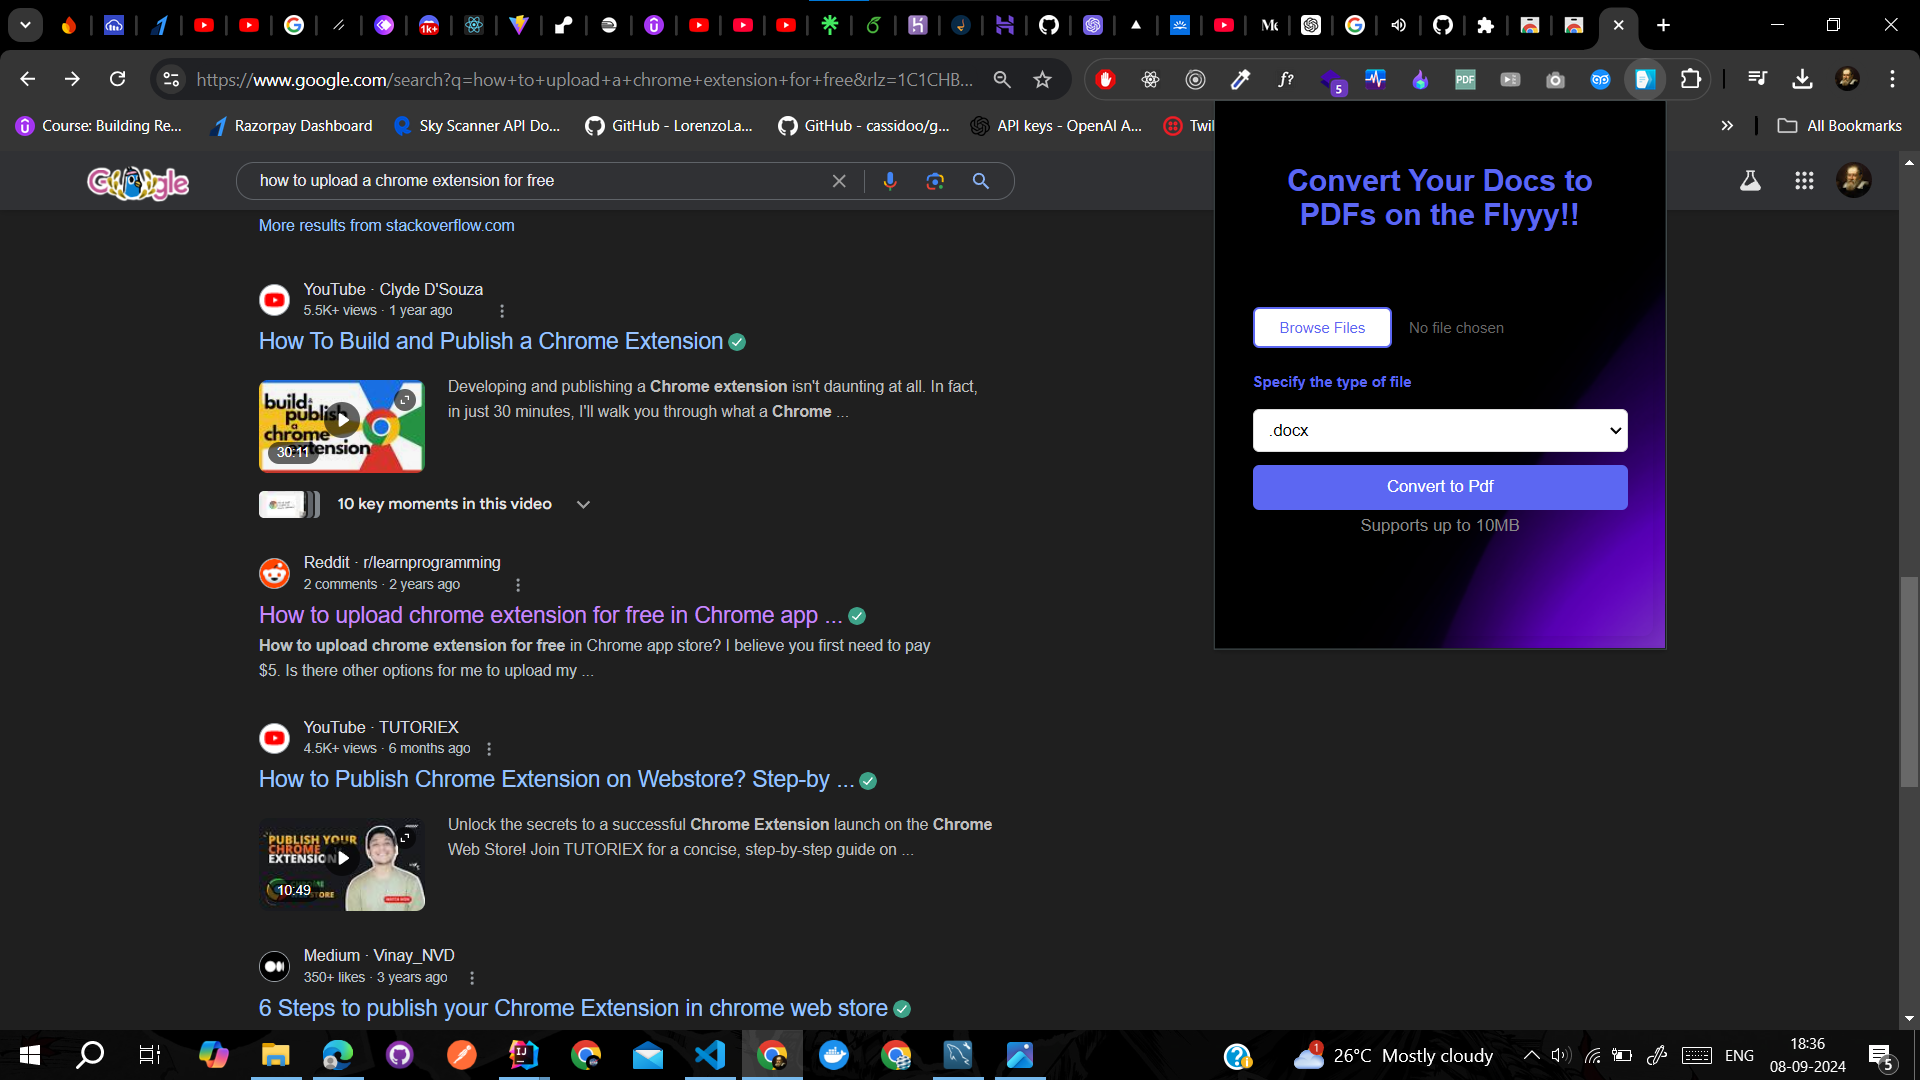 1K+
Me
https://www.google.com/search?q=how+to+upload+a+chrome+extension+for+free&rlz=1C1CHB...
f?
5
PDF
Course: Building Re...
Razorpay Dashboard
Sky Scanner API Do...
GitHub - LorenzoLa...
GitHub - cassidoo/g...
API keys - OpenAI A...
Twil
All Bookmarks
Google
how to upload a chrome extension for free
More results from stackoverflow.com
YouTube · Clyde D'Souza
5.5K+ views · 1 year ago
How To Build and Publish a Chrome Extension
build &
publish
a
chrome
extension
30:11
Developing and publishing a Chrome extension isn't daunting at all. In fact,
in just 30 minutes, I'll walk you through what a Chrome ...
10 key moments in this video
Reddit · r/learnprogramming
2 comments · 2 years ago
How to upload chrome extension for free in Chrome app ...
How to upload chrome extension for free in Chrome app store? I believe you first need to pay
$5. Is there other options for me to upload my ...
YouTube · TUTORIEX
4.5K+ views · 6 months ago
How to Publish Chrome Extension on Webstore? Step-by ...
PUBLISH YOUR
CHROME
EXTENSION
10:49
Unlock the secrets to a successful Chrome Extension launch on the Chrome
Web Store! Join TUTORIEX for a concise, step-by-step guide on ...
Medium · Vinay_NVD
350+ likes · 3 years ago
6 Steps to publish your Chrome Extension in chrome web store
Convert Your Docs to
PDFs on the Flyyy!!
Browse Files
No file chosen
Specify the type of file
.docx
Convert to Pdf
Supports up to 10MB
IJ
1
26°C Mostly cloudy
ENG
18:36
08-09-2024
5